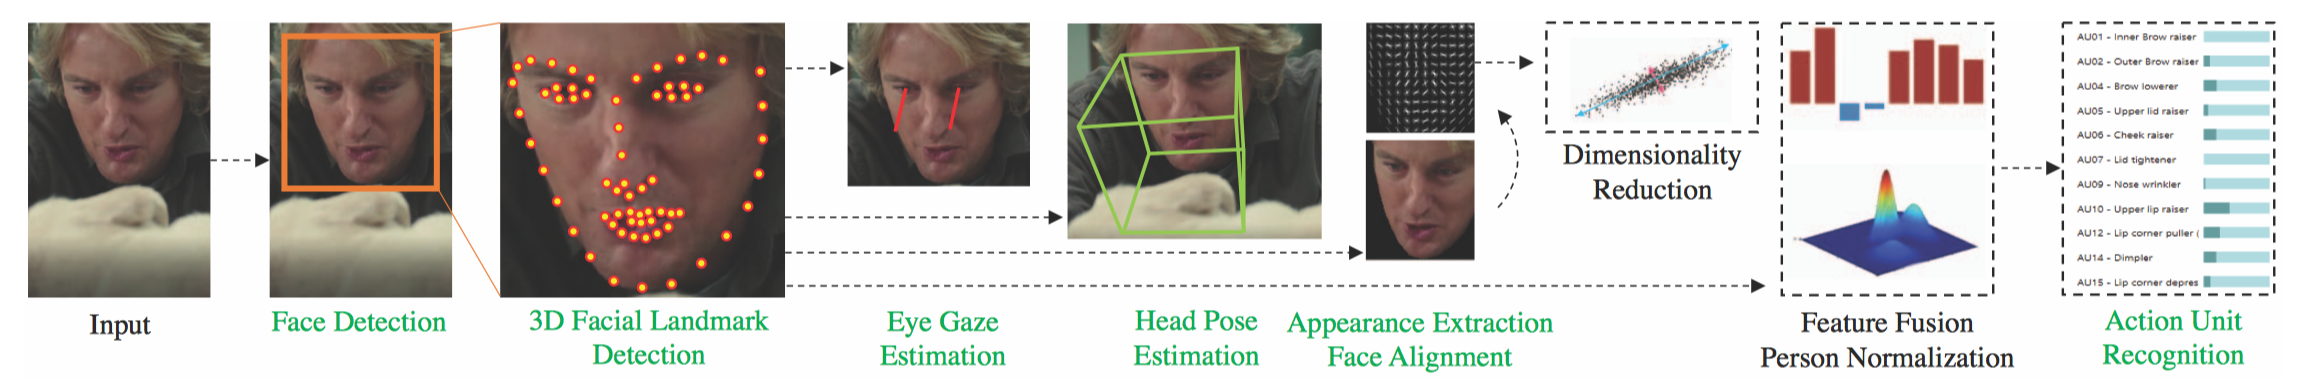 Input
Face Detection
3D Facial Landmark
Detection
Eye Gaze
Estimation
Head Pose
Estimation
Appearance Extraction
Face Alignment
Dimensionality
Reduction
Feature Fusion
Person Normalization
AU01 - Inner Brow raiser
AU02 - Outer Brow raiser
AU04 - Brow lowerer
AU05 - Upper lid raiser
AU06 - Cheek raiser
AU07 - Lid tightener
AU09 - Nose wrinkler
AU10 - Upper lip raiser
AU12 - Lip corner puller (
AU14 - Dimpler
AU15 - Lip corner depres
Action Unit
Recognition